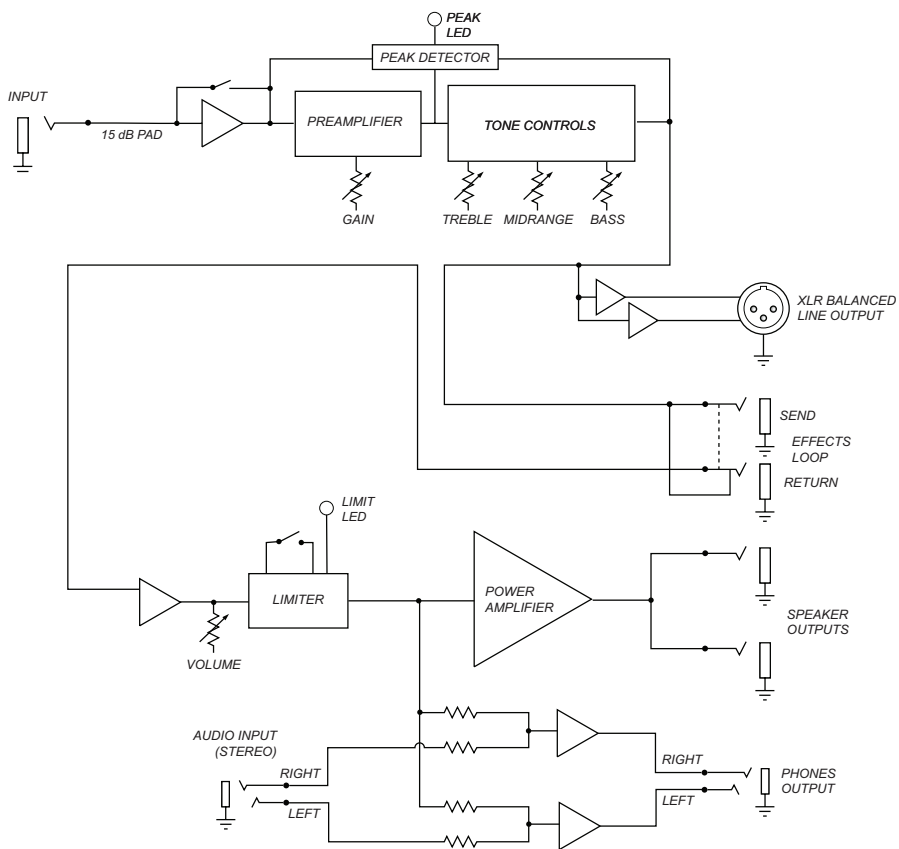 PEAK
LED
PEAK DETECTOR
INPUT
15 dB PAD
PREAMPLIFIER
TONE CONTROLS
GAIN
TREBLE
MIDRANGE
BASS
XLR BALANCED
LINE OUTPUT
SEND
EFFECTS
LOOP
RETURN
LIMIT
LED
LIMITER
POWER
AMPLIFIER
VOLUME
SPEAKER
OUTPUTS
AUDIO INPUT
(STEREO)
RIGHT
LEFT
RIGHT
LEFT
PHONES
OUTPUT